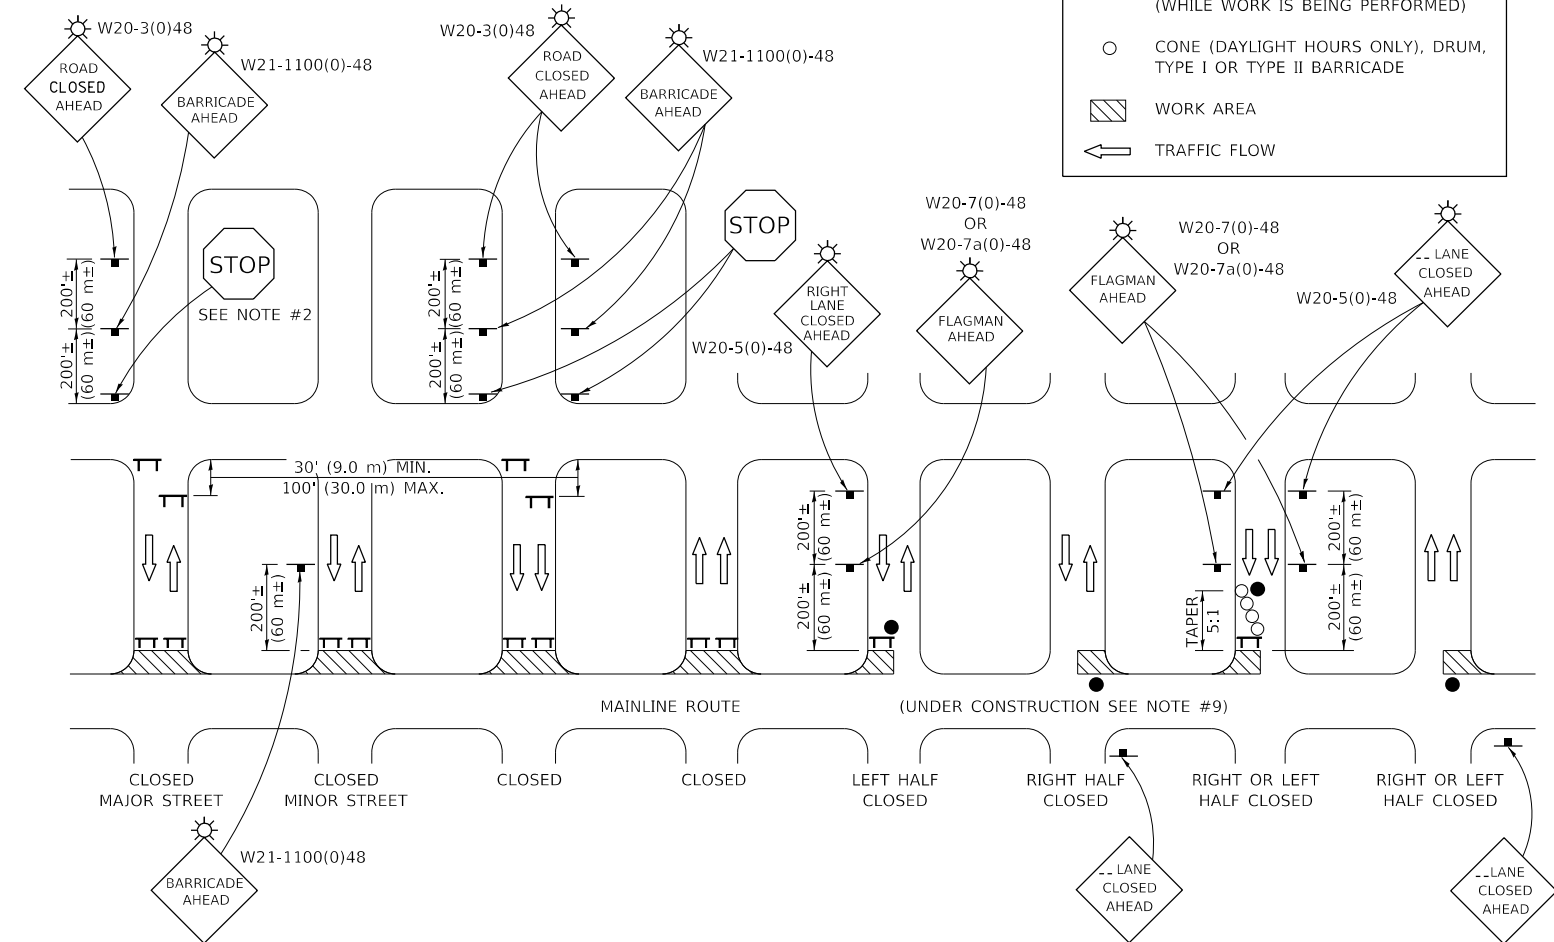 (WHILE WORK IS BEING PERFORMED)
CONE (DAYLIGHT HOURS ONLY), DRUM,
TYPE I OR TYPE II BARRICADE
WORK AREA
TRAFFIC FLOW
W20-3(0)48
ROAD
CLOSED
AHEAD
W21-1100(0)-48
BARRICADE
AHEAD
W20-3(0)48
ROAD
CLOSED
AHEAD
W21-1100(0)-48
BARRICADE
AHEAD
STOP
SEE NOTE #2
STOP
200'±
(60 m±)
200'±
(60 m±)
200'±
(60 m±)
200'±
(60 m±)
W20-5(0)-48
RIGHT
LANE
CLOSED
AHEAD
W20-7(0)-48
OR
W20-7a(0)-48
FLAGMAN
AHEAD
FLAGMAN
AHEAD
W20-7(0)-48
OR
W20-7a(0)-48
W20-5(0)-48
-- LANE
CLOSED
AHEAD
30' (9.0 m) MIN.
100' (30.0 m) MAX.
200'±
(60 m±)
200'±
(60 m±)
200'±
(60 m±)
TAPER
5:1
200'±
(60 m±)
200'±
(60 m±)
MAINLINE ROUTE
(UNDER CONSTRUCTION SEE NOTE #9)
CLOSED
MAJOR STREET
CLOSED
MINOR STREET
CLOSED
CLOSED
LEFT HALF
CLOSED
RIGHT HALF
CLOSED
RIGHT OR LEFT
HALF CLOSED
RIGHT OR LEFT
HALF CLOSED
W21-1100(0)48
BARRICADE
AHEAD
-- LANE
CLOSED
AHEAD
--LANE
CLOSED
AHEAD